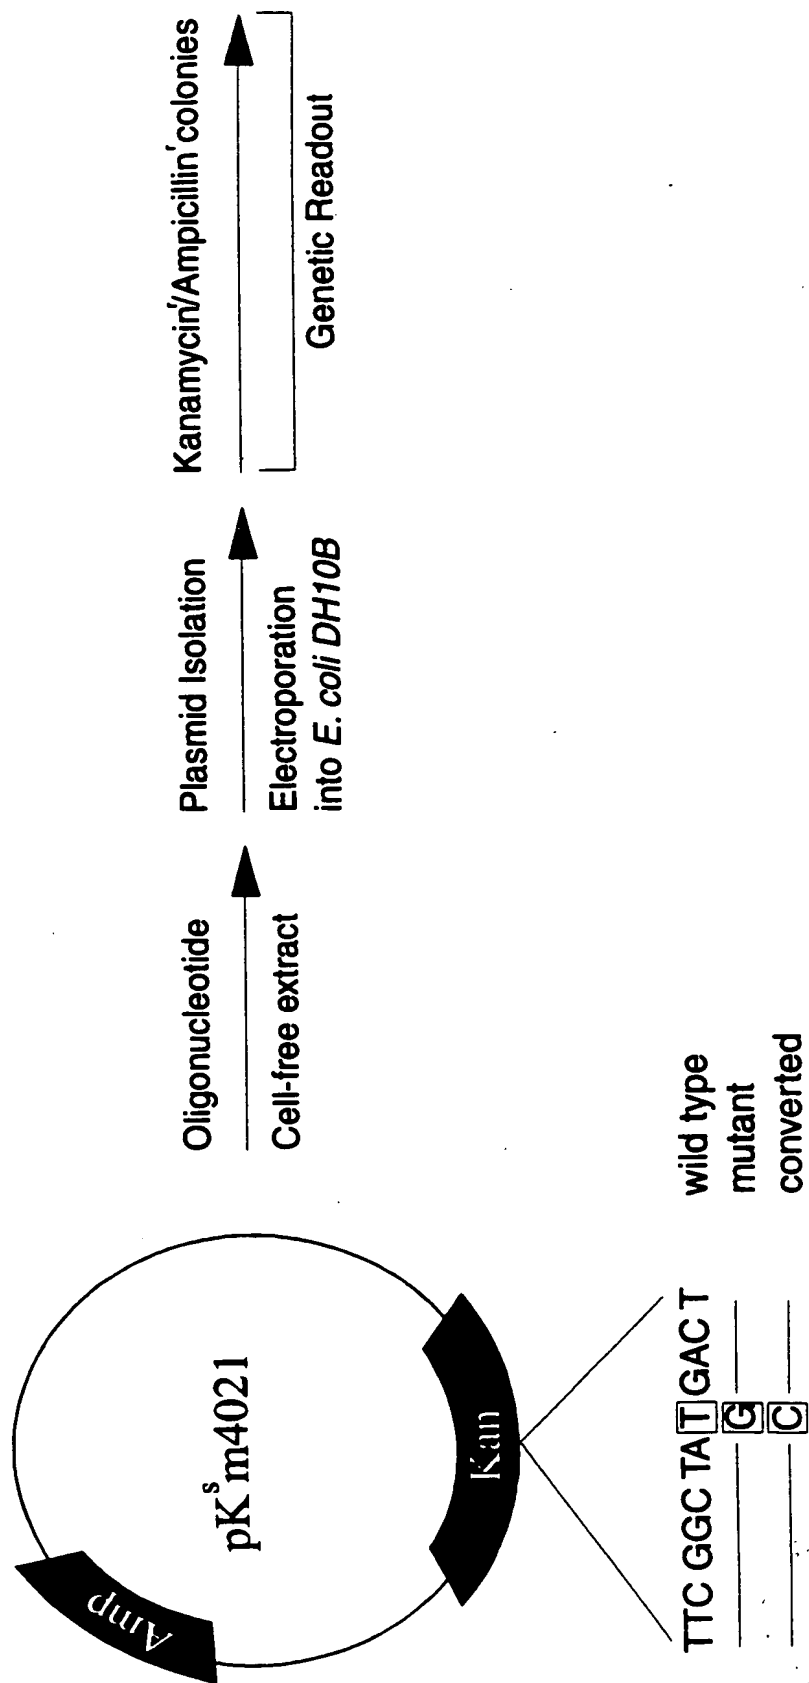 Amp
pKˢm4021
Kan
Oligonucleotide
Cell-free extract
Plasmid Isolation
Electroporation
into E. coli DH10B
Kanamycinʳ/Ampicillinʳ colonies
Genetic Readout
TTC GGC TA T GAC T wild type
G mutant
C converted